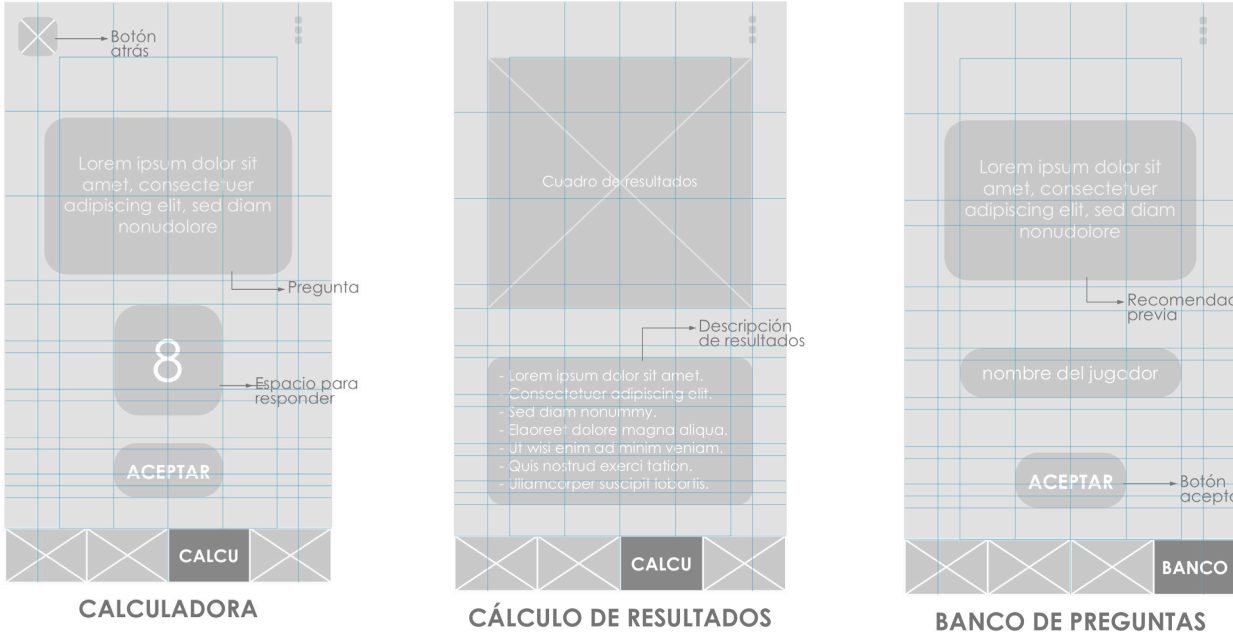 Botón
atrás
Lorem ipsum dolor sit
amet, consectetuer
adipiscing elit, sed diam
nonudolore
Pregunta
8
Espacio para
responder
ACEPTAR
CALCU
CALCULADORA
Cuadro de resultados
Descripción
de resultados
- Lorem ipsum dolor sit amet.
- Consectetuer adipiscing elit.
- Sed diam nonummy.
- Elaoreet dolore magna aliqua.
- Ut wisi enim ad minim veniam.
- Quis nostrud exerci tation.
- Ullamcorper suscipit lobortis.
CALCU
CÁLCULO DE RESULTADOS
Lorem ipsum dolor sit
amet, consectetuer
adipiscing elit, sed diam
nonudolore
Recomendac
previa
nombre del jugador
ACEPTAR
Botón
acepta
BANCO
BANCO DE PREGUNTAS